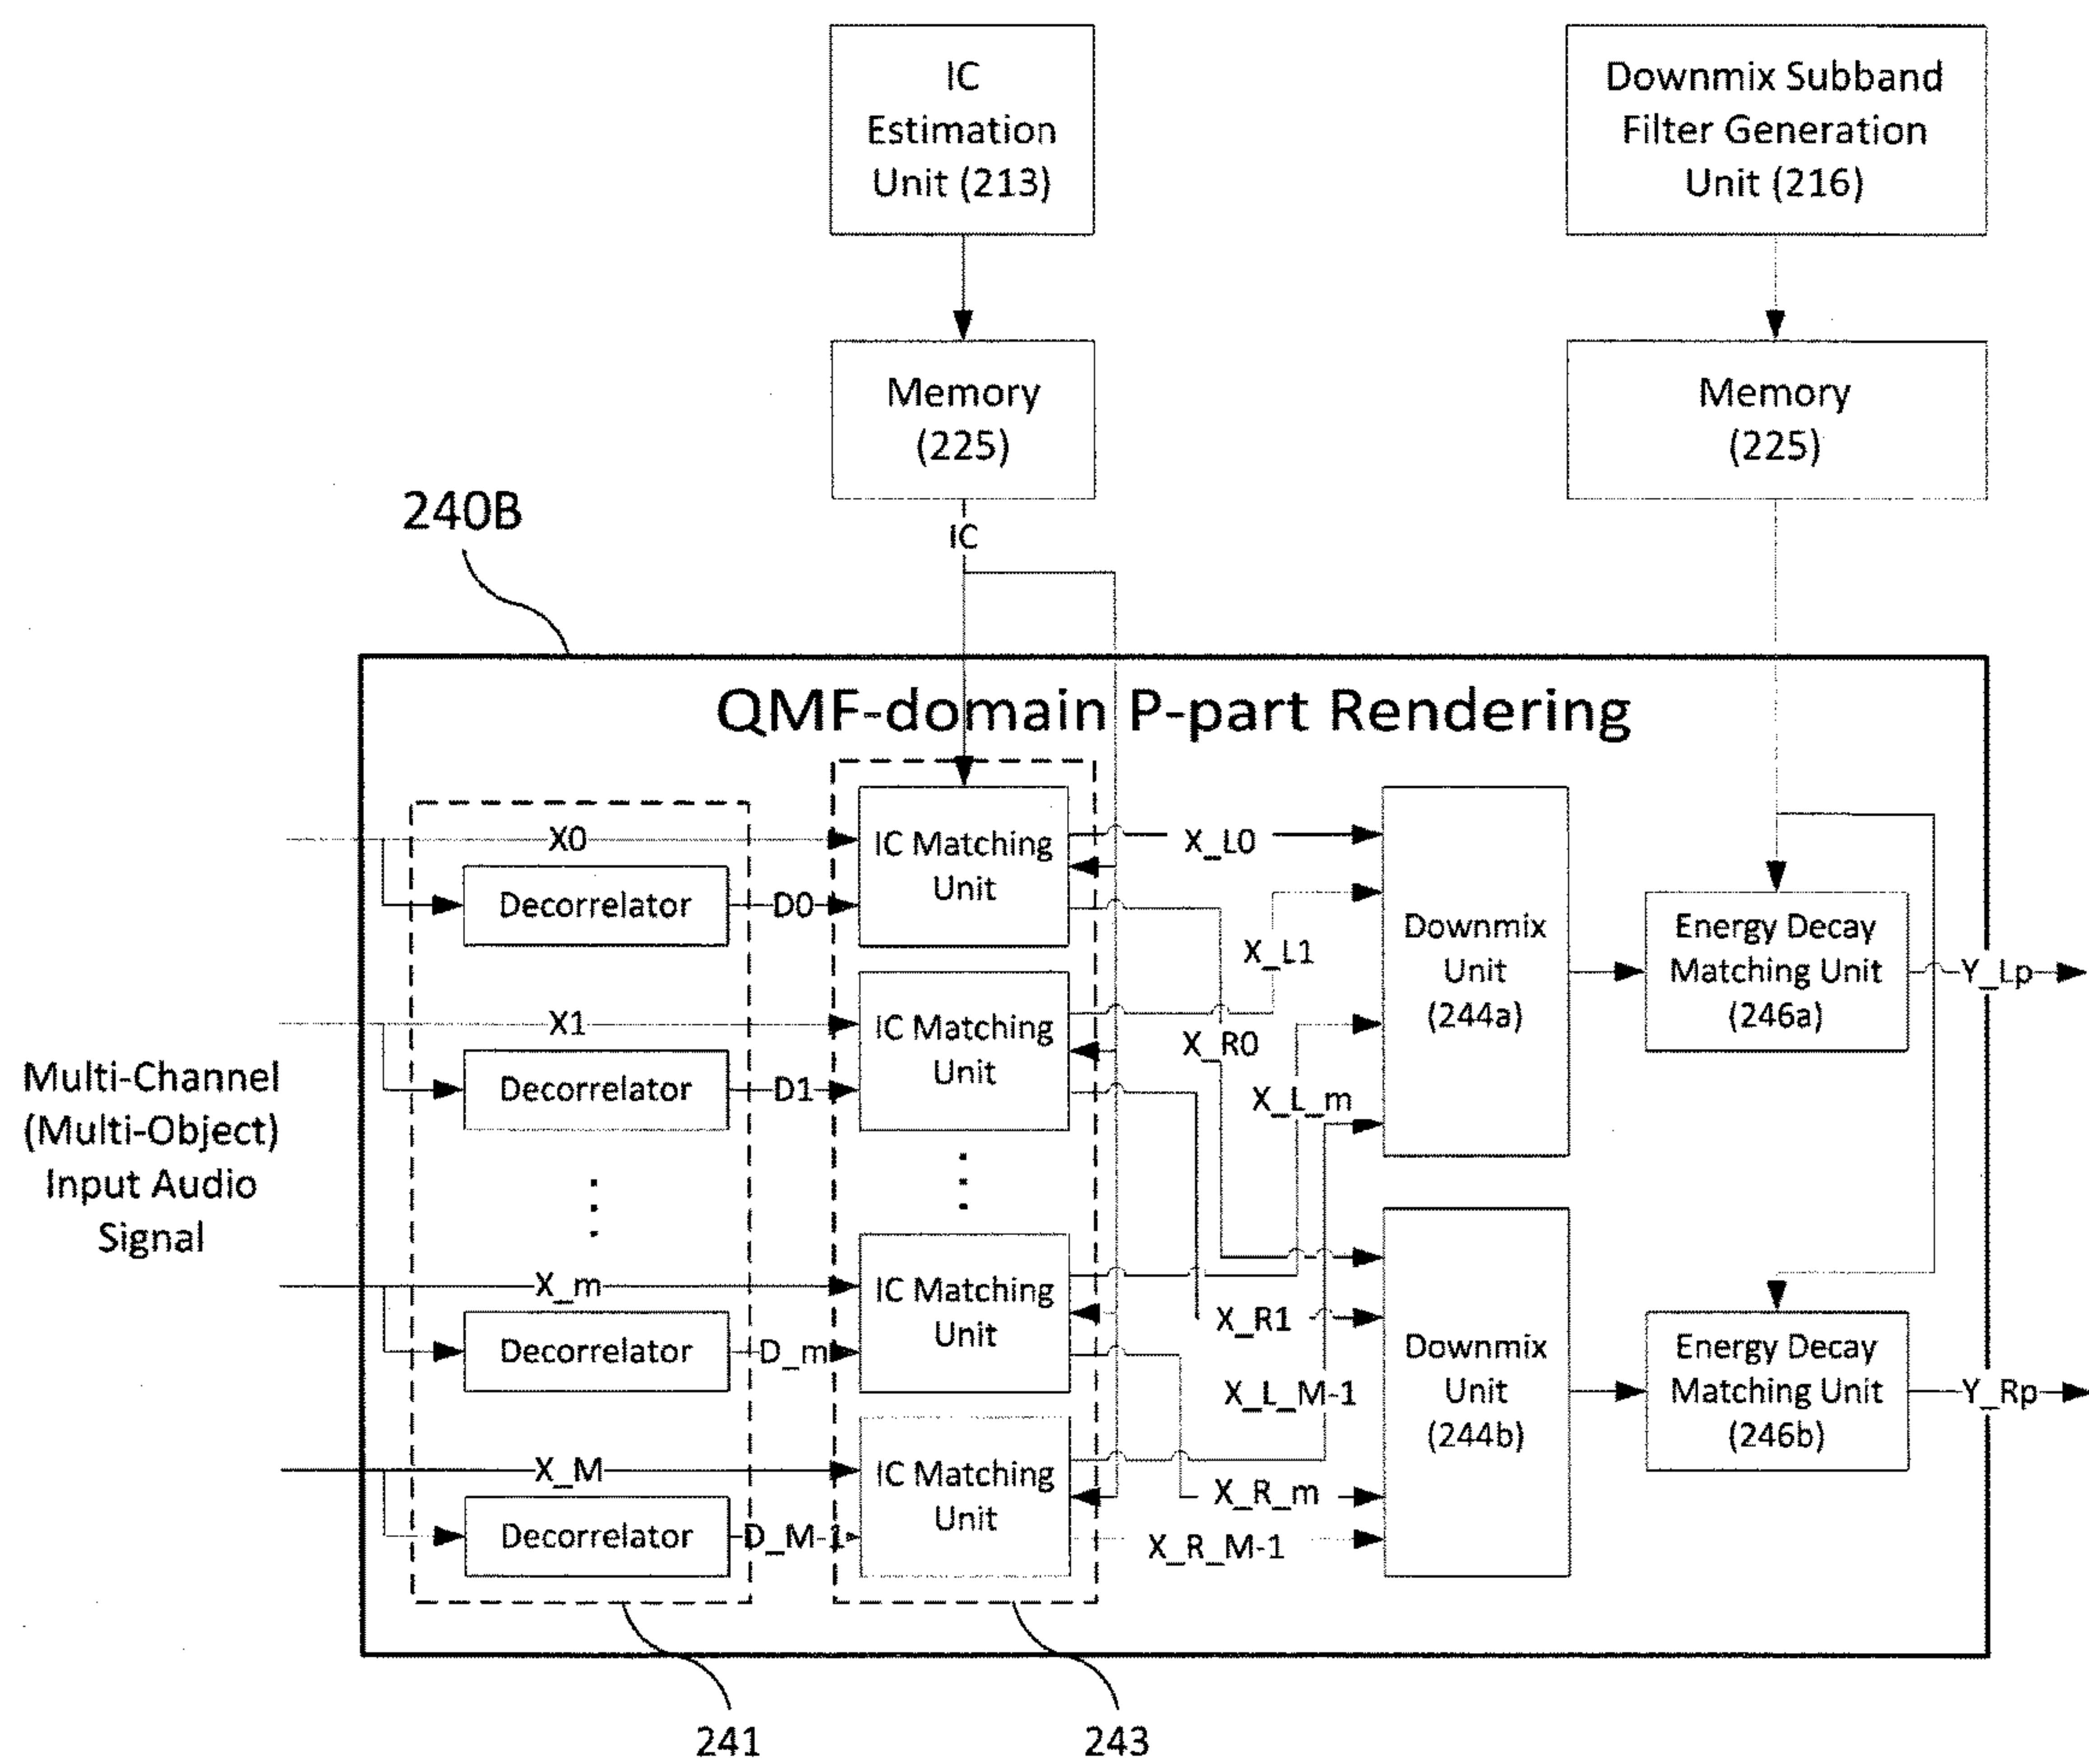 IC
Estimation
Unit (213)
Downmix Subband
Filter Generation
Unit (216)
Memory
(225)
Memory
(225)
240B
IC
QMF-domain P-part Rendering
Multi-Channel
(Multi-Object)
Input Audio
Signal
X0
Decorrelator
D0
IC Matching
Unit
X_L0
X1
Decorrelator
D1
IC Matching
Unit
X_L1
X_R0
X_L_m
X_m
Decorrelator
D_m
IC Matching
Unit
X_R1
X_L_M-1
X_M
Decorrelator
D_M-1
IC Matching
Unit
X_R_m
X_R_M-1
Downmix
Unit
(244a)
Energy Decay
Matching Unit
(246a)
Y_Lp
Downmix
Unit
(244b)
Energy Decay
Matching Unit
(246b)
Y_Rp
241
243